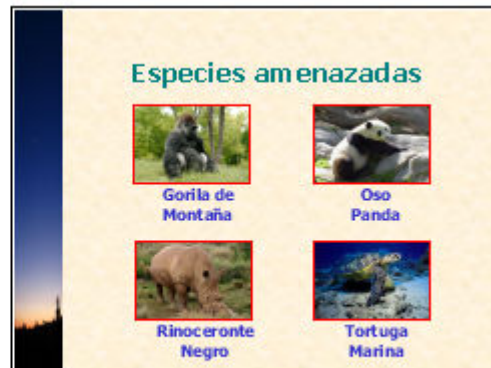 Especies amenazadas
Gorila de
Montaña
Oso
Panda
Rinoceronte
Negro
Tortuga
Marina